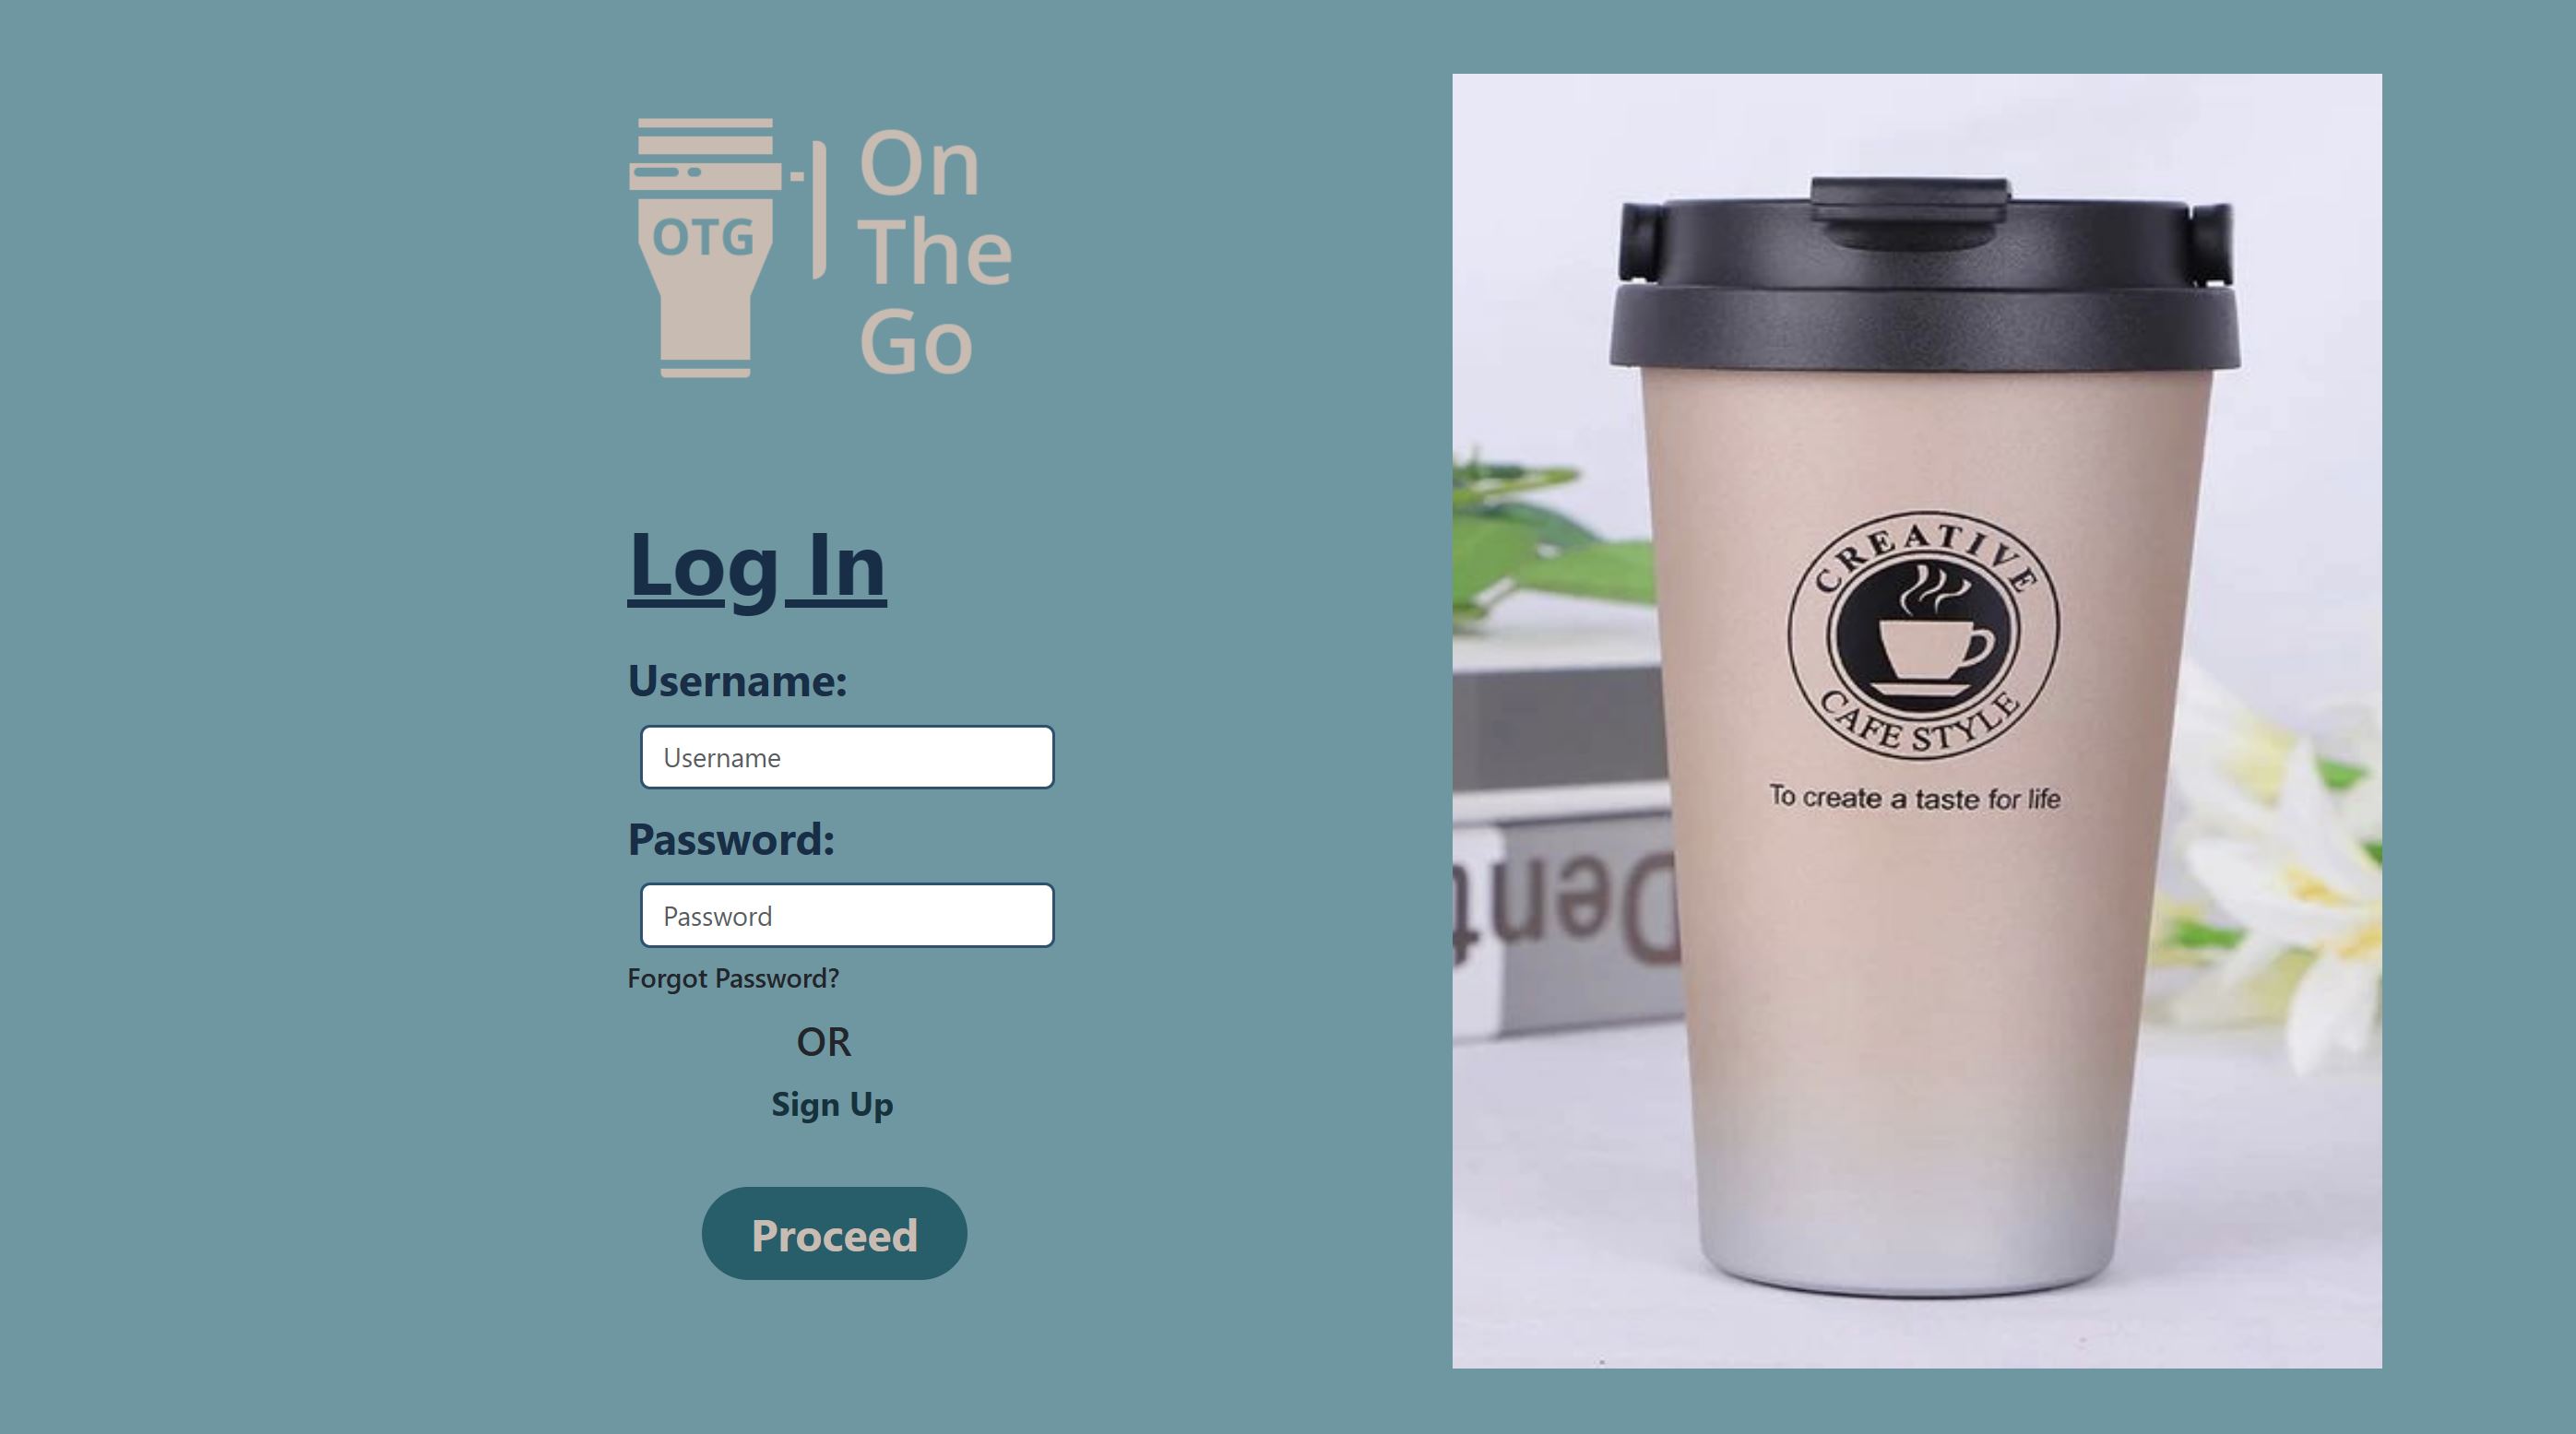 OTG
On
The
Go
Log In
Username:
Username
Password:
Password
Forgot Password?
OR
Sign Up
Proceed
CREATIVE
CAFE STYLE
To create a taste for life
Dent